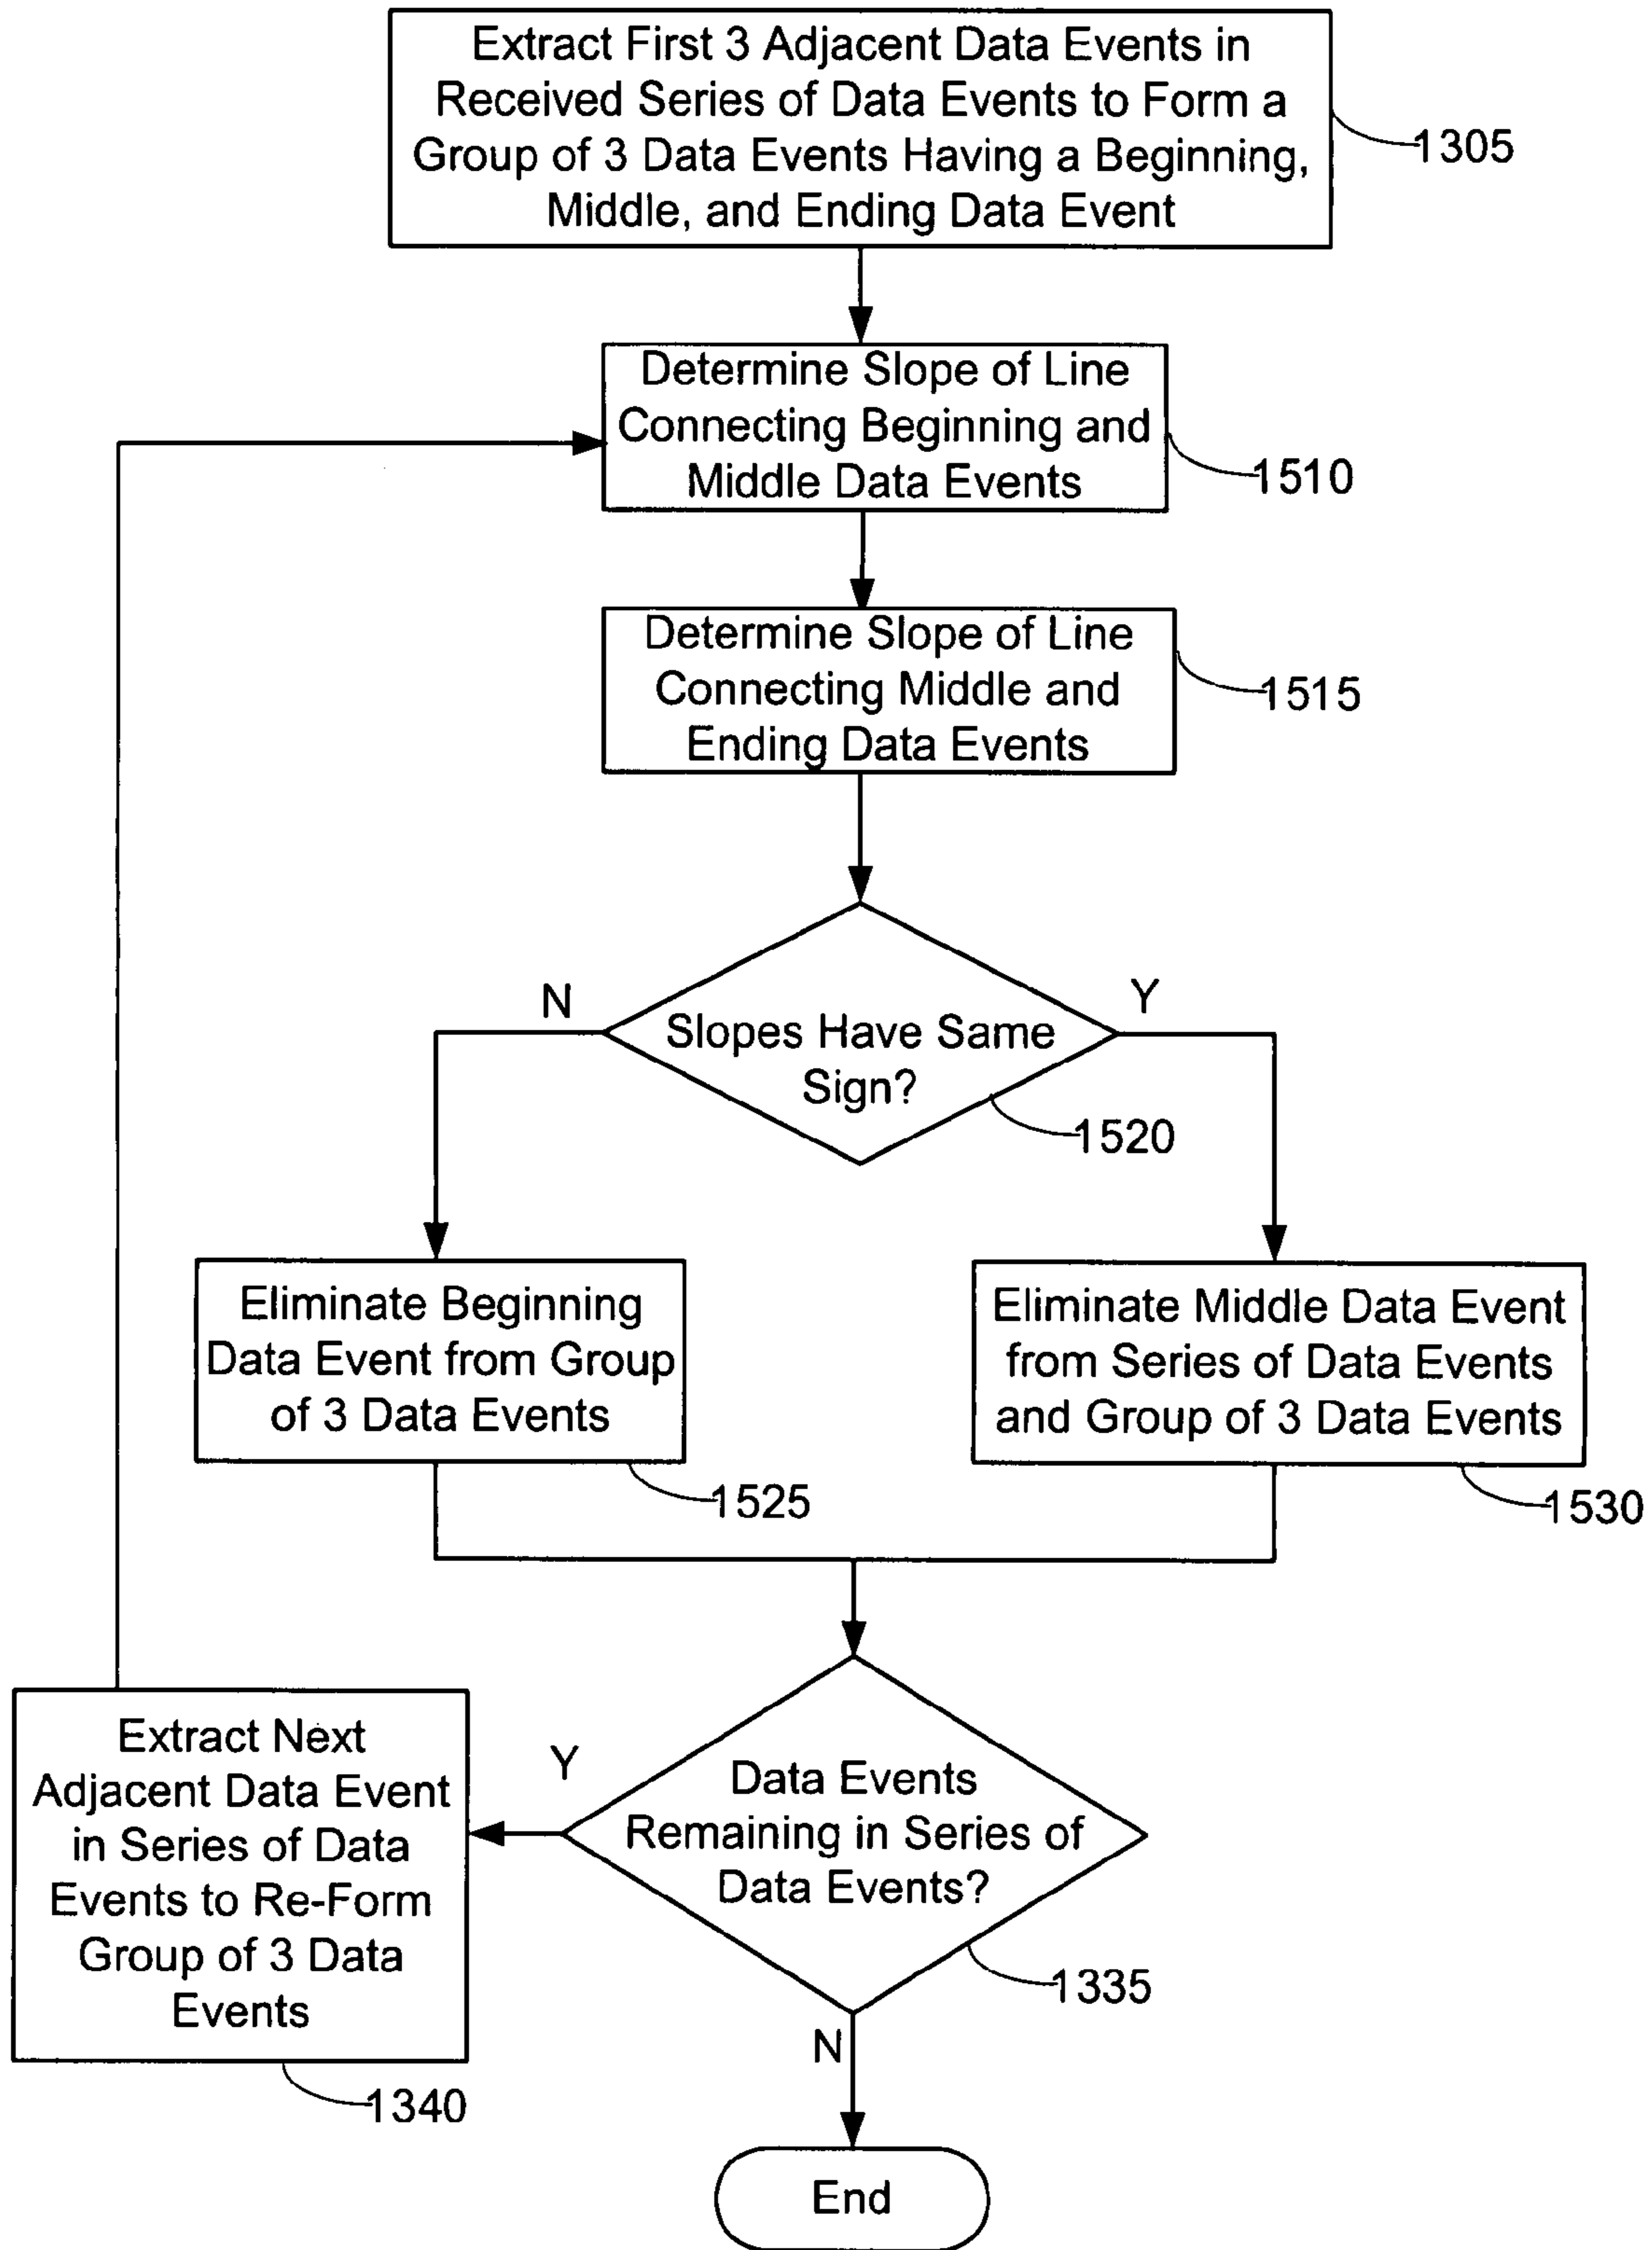 Extract First 3 Adjacent Data Events in
Received Series of Data Events to Form a
Group of 3 Data Events Having a Beginning,
Middle, and Ending Data Event
1305
Determine Slope of Line
Connecting Beginning and
Middle Data Events
1510
Determine Slope of Line
Connecting Middle and
Ending Data Events
1515
N
Y
Slopes Have Same
Sign?
1520
Eliminate Beginning
Data Event from Group
of 3 Data Events
1525
Eliminate Middle Data Event
from Series of Data Events
and Group of 3 Data Events
1530
Extract Next
Adjacent Data Event
in Series of Data
Events to Re-Form
Group of 3 Data
Events
1340
Y
Data Events
Remaining in Series of
Data Events?
1335
N
End